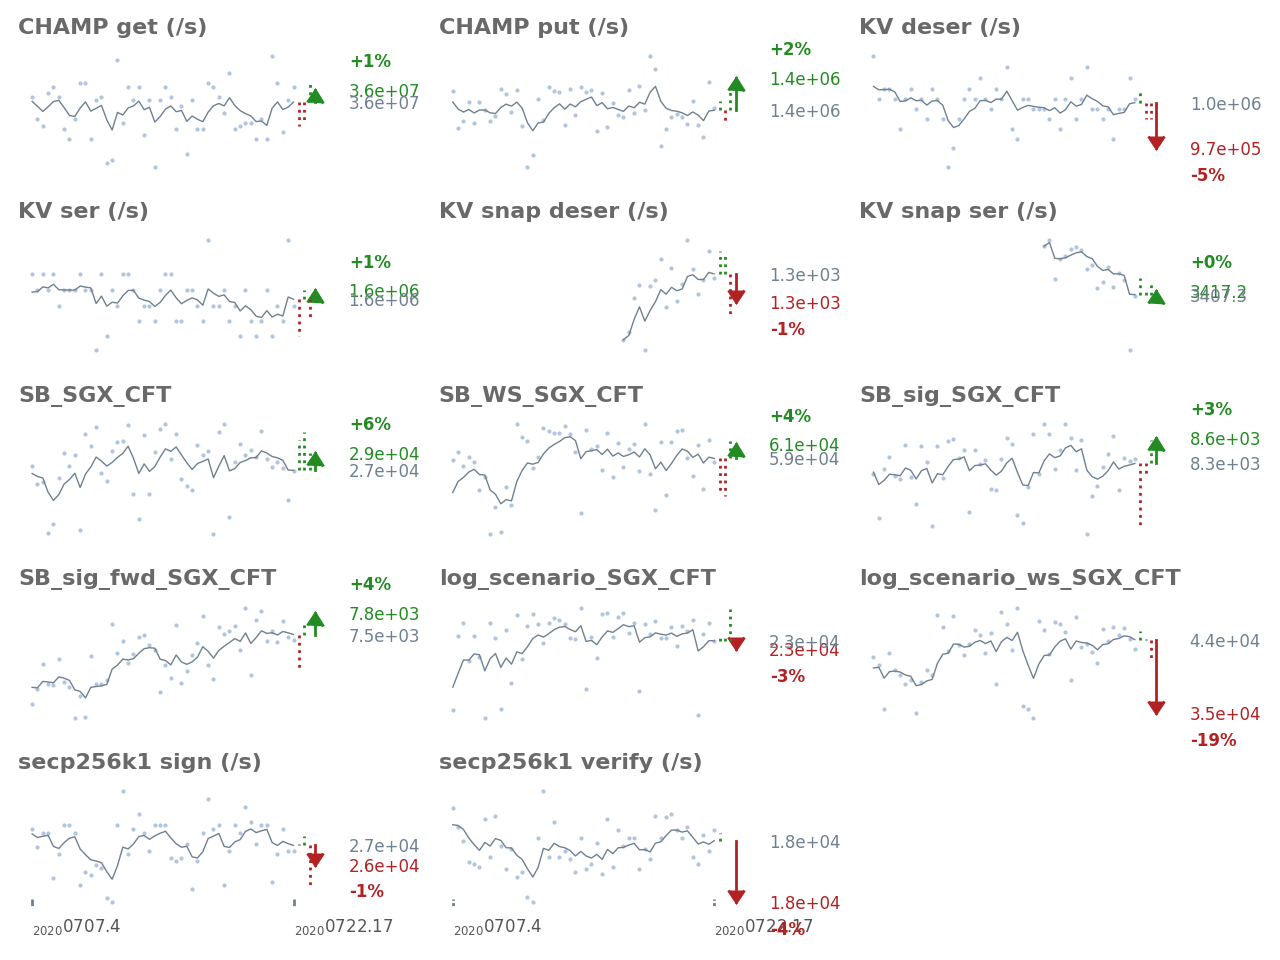 CHAMP get (/s)
+1%
3.6e+07
3.6e+07
CHAMP put (/s)
+2%
1.4e+06
1.4e+06
KV deser (/s)
1.0e+06
9.7e+05
-5%
KV ser (/s)
+1%
1.6e+06
1.6e+06
KV snap deser (/s)
1.3e+03
1.3e+03
-1%
KV snap ser (/s)
+0%
3417.2
3407.3
SB_SGX_CFT
+6%
2.9e+04
2.7e+04
SB_WS_SGX_CFT
+4%
6.1e+04
5.9e+04
SB_sig_SGX_CFT
+3%
8.6e+03
8.3e+03
SB_sig_fwd_SGX_CFT
+4%
7.8e+03
7.5e+03
log_scenario_SGX_CFT
2.3e+04
2.3e+04
-3%
log_scenario_ws_SGX_CFT
4.4e+04
3.5e+04
-19%
secp256k1 sign (/s)
2.7e+04
2.6e+04
-1%
2020 0707.4
2020 0722.17
secp256k1 verify (/s)
1.8e+04
1.8e+04
-4%
2020 0707.4
2020 0722.17